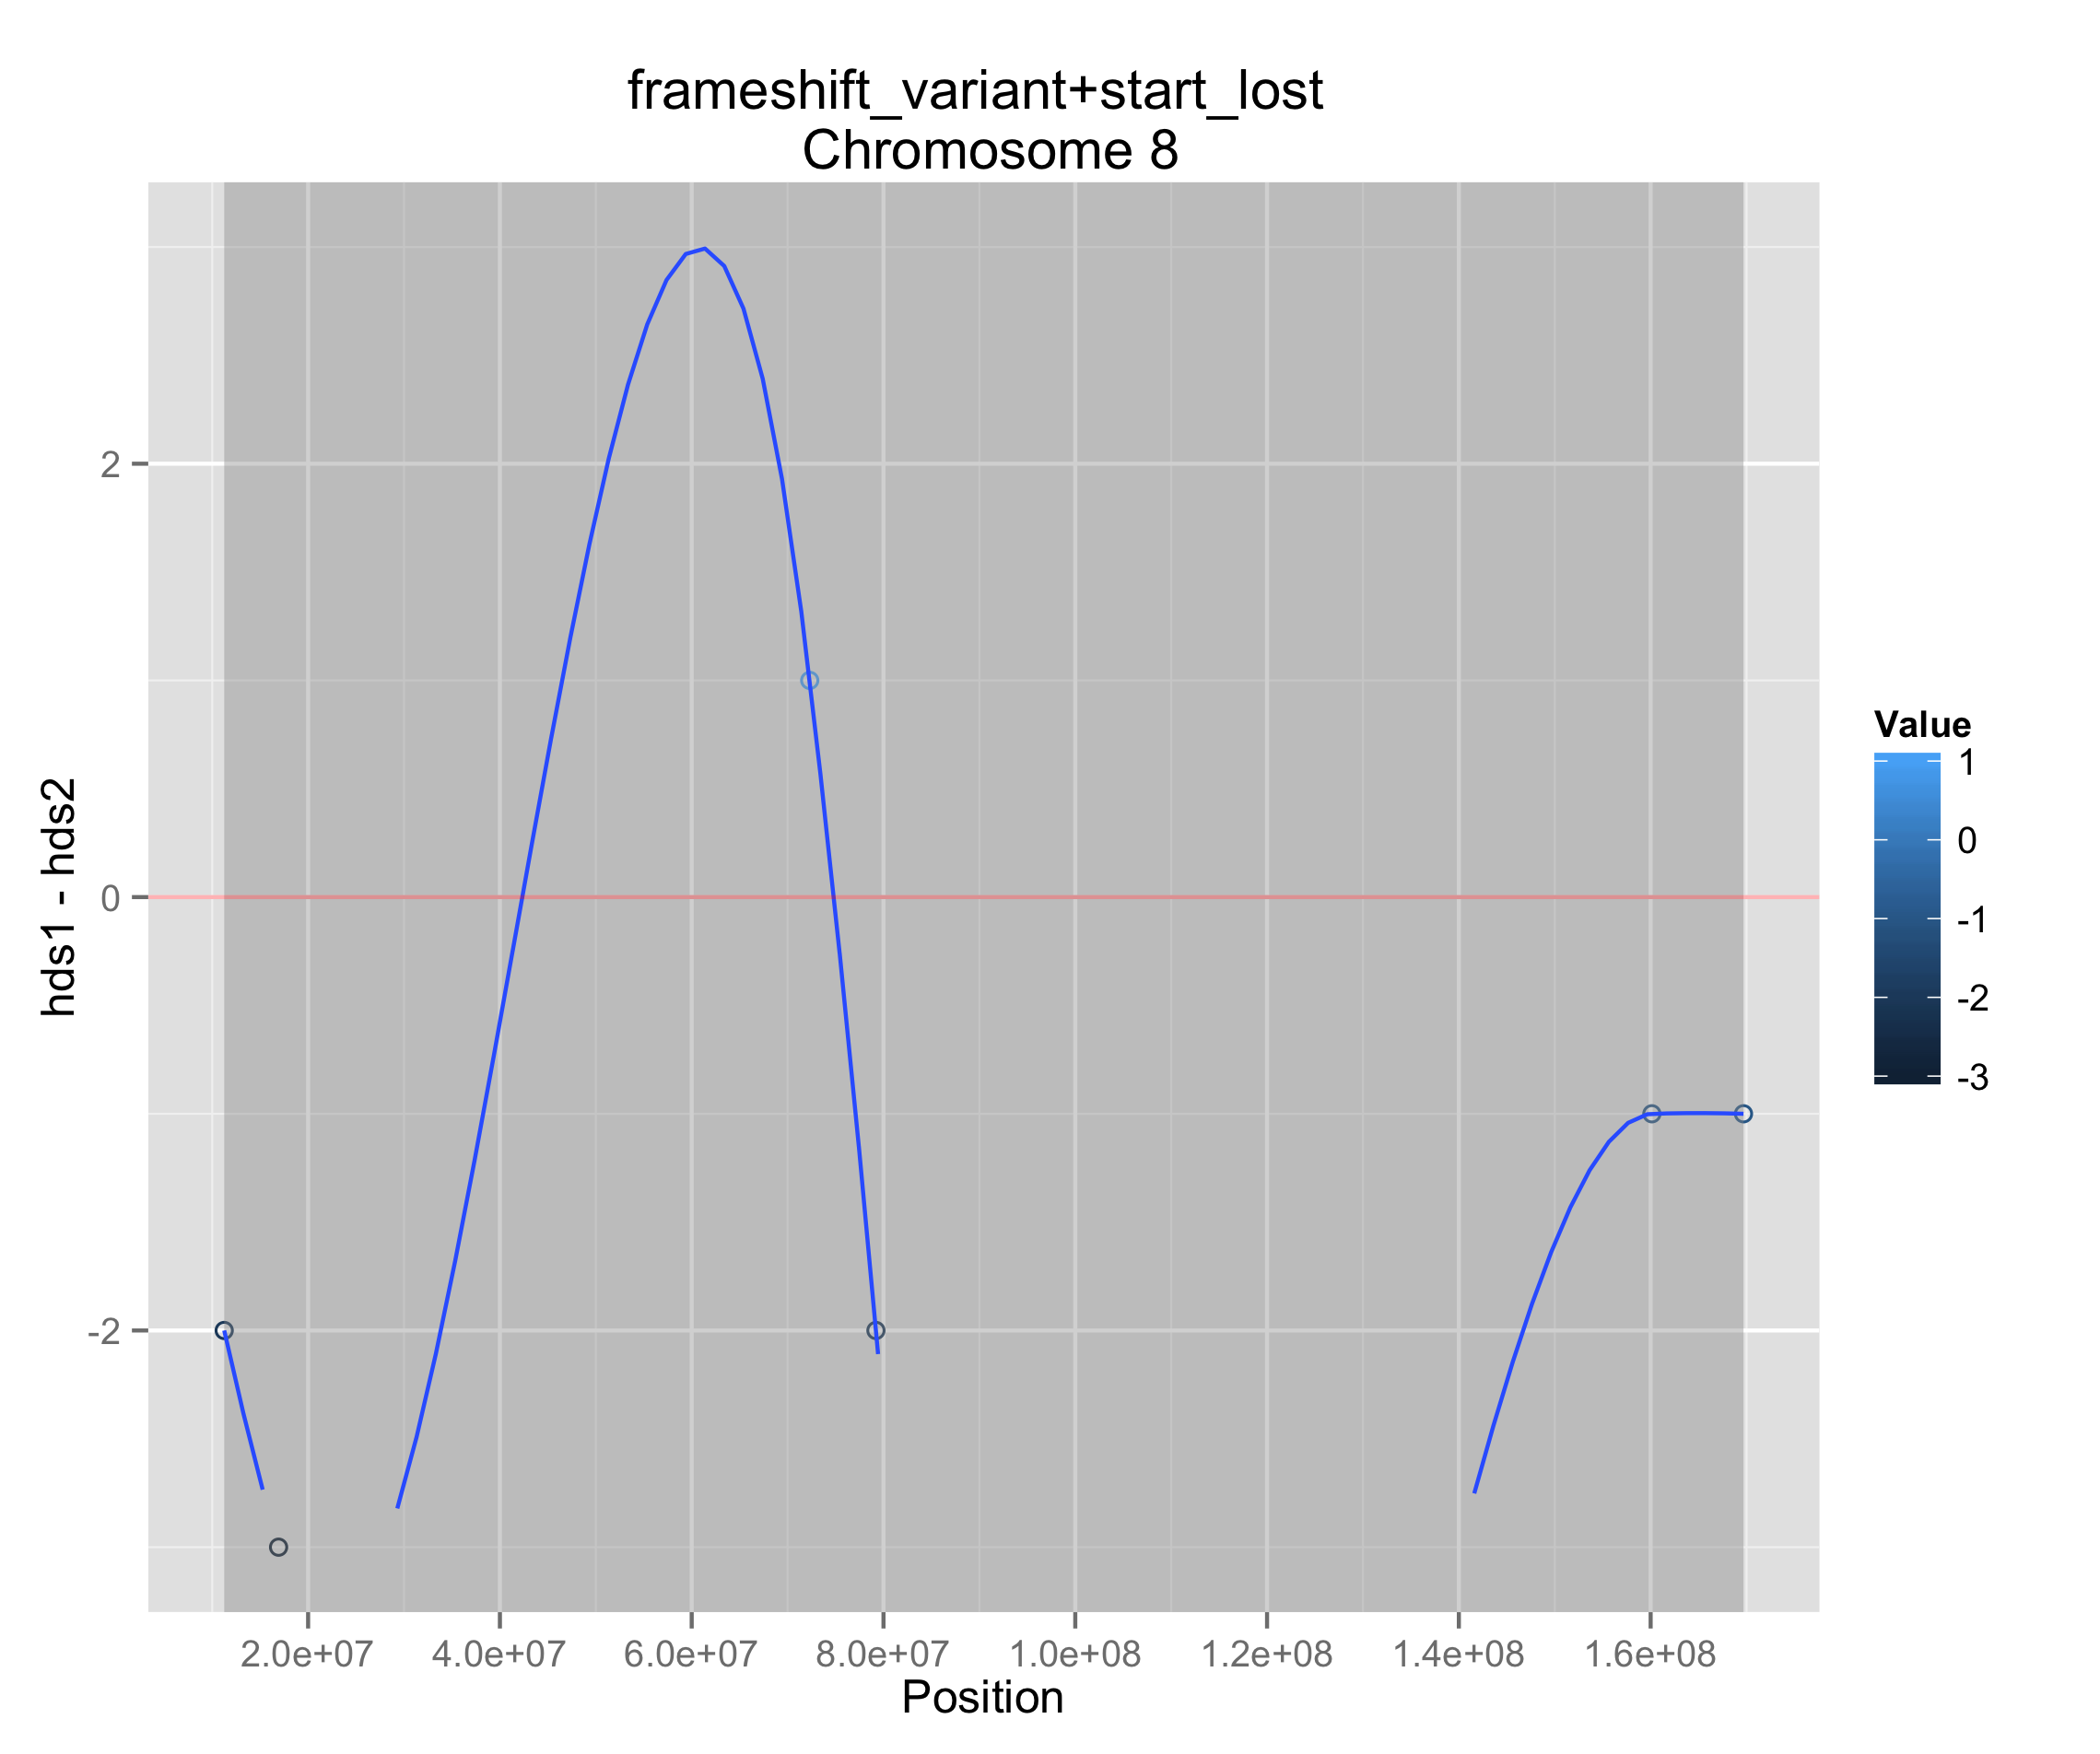 frameshift_variant+start_lost
Chromosome 8
hds1 - hds2
2
0
-2
2.0e+07 4.0e+07 6.0e+07 8.0e+07 1.0e+08 1.2e+08 1.4e+08 1.6e+08
Position
Value
1
0
-1
-2
-3